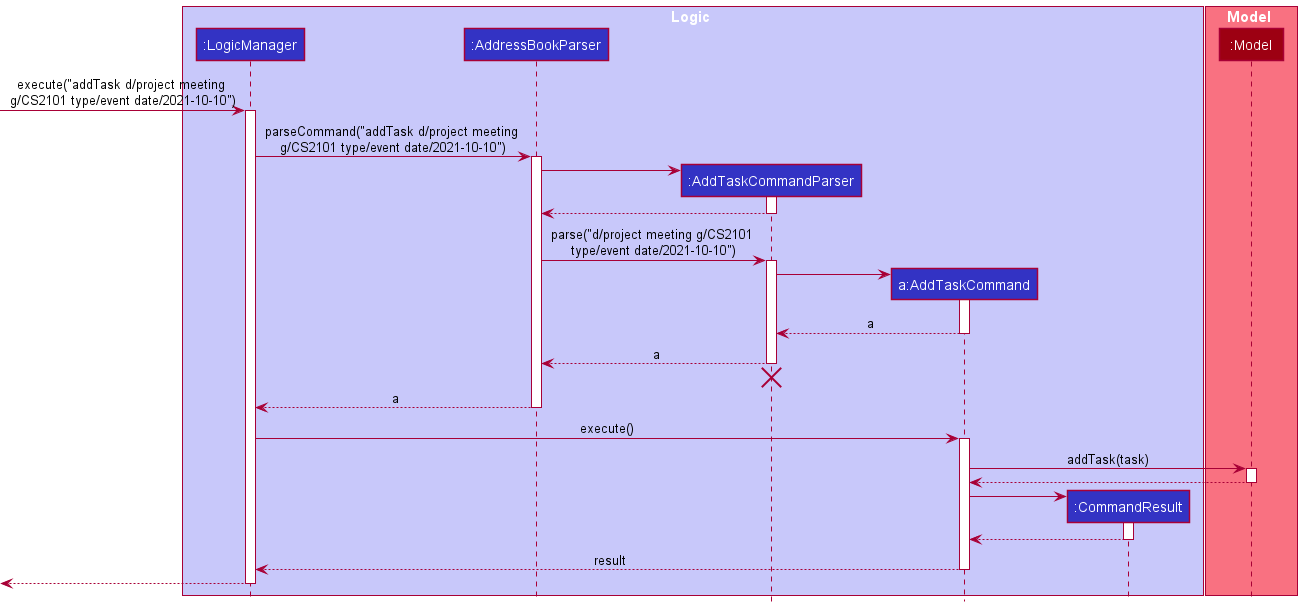 Logic
Model
:LogicManager
:AddressBookParser
:Model
execute("addTask d/project meeting
g/CS2101 type/event date/2021-10-10")
parseCommand("addTask d/project meeting
g/CS2101 type/event date/2021-10-10")
:AddTaskCommandParser
parse("d/project meeting g/CS2101
type/event date/2021-10-10")
a:AddTaskCommand
a
a
a
execute()
addTask(task)
:CommandResult
result